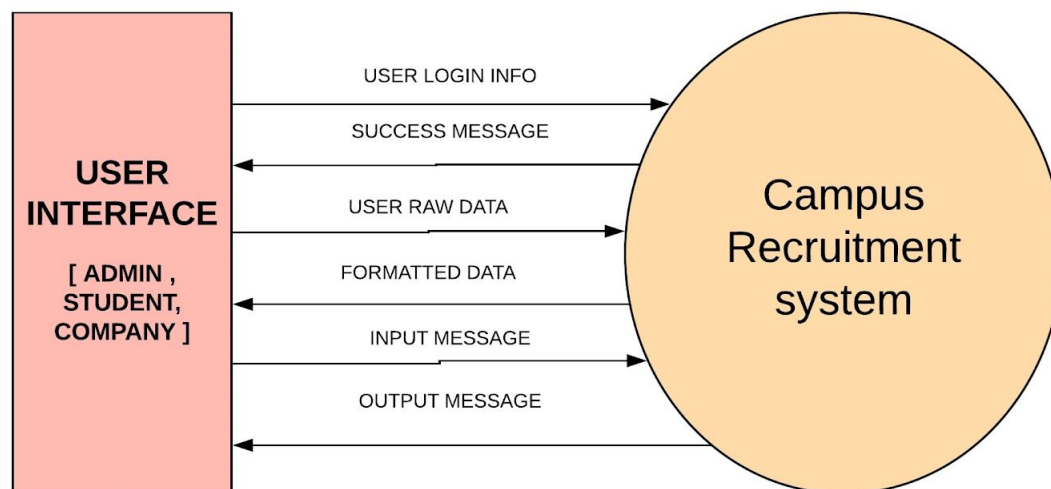 USER LOGIN INFO
SUCCESS MESSAGE
USER RAW DATA
FORMATTED DATA
INPUT MESSAGE
OUTPUT MESSAGE
USER
INTERFACE
[ ADMIN ,
STUDENT,
COMPANY ]
Campus
Recruitment
system